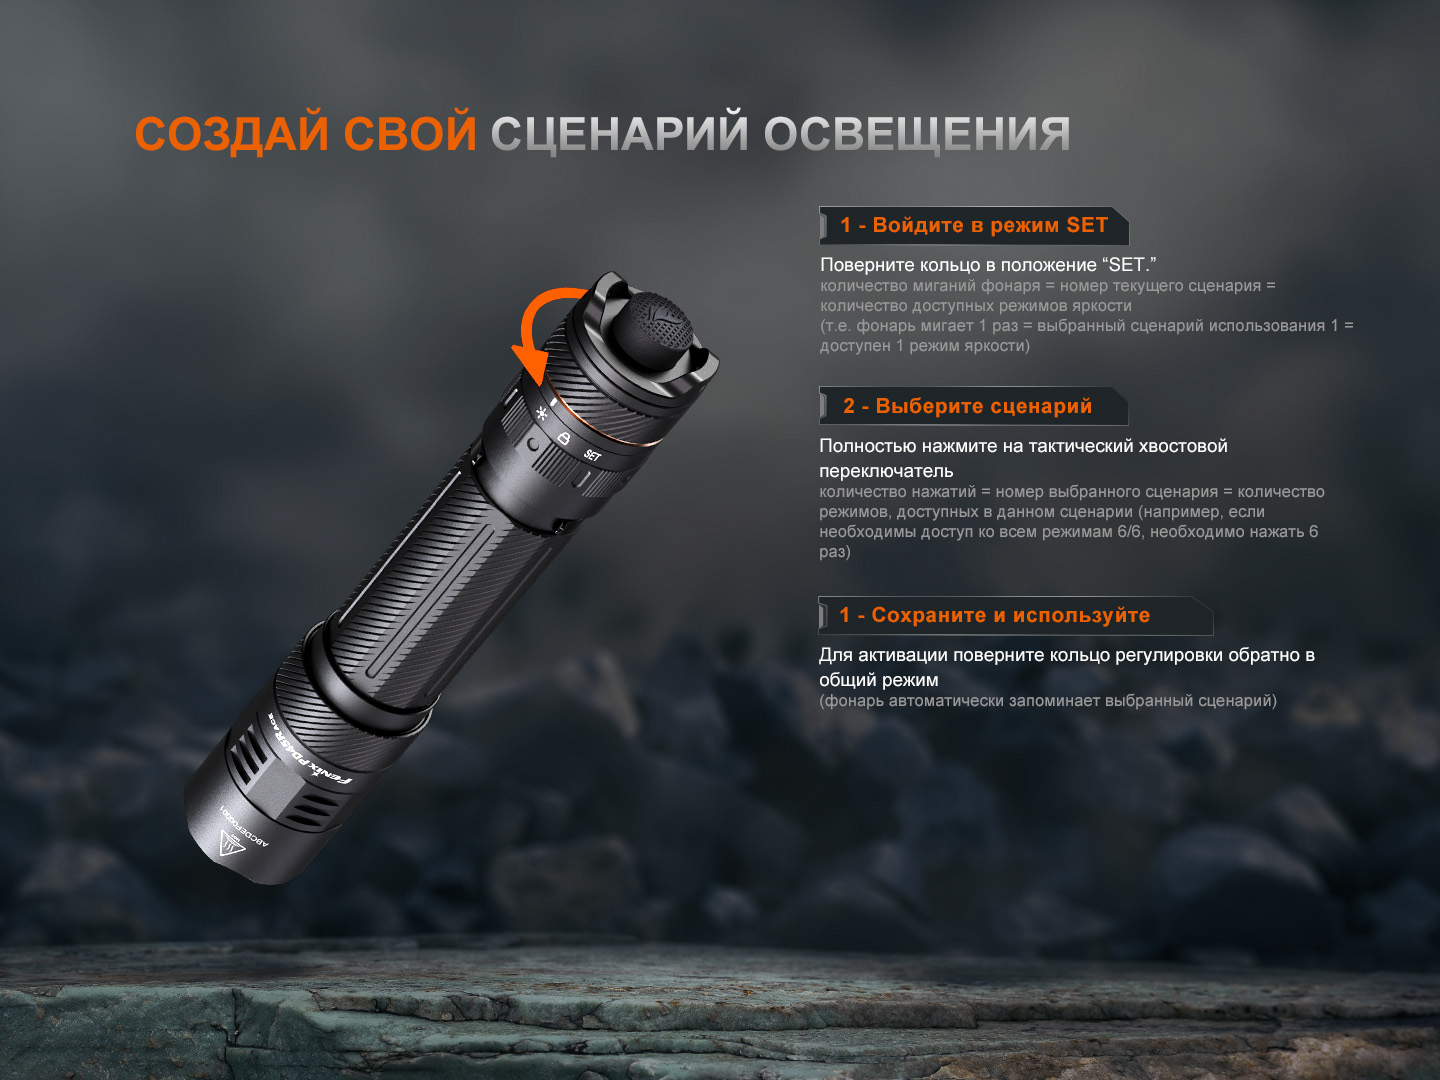 СОЗДАЙ СВОЙ СЦЕНАРИЙ ОСВЕЩЕНИЯ
1 - Войдите в режим SET
Поверните кольцо в положение “SET.”
количество миганий фонаря = номер текущего сценария =
количество доступных режимов яркости
(т.е. фонарь мигает 1 раз = выбранный сценарий использования 1 =
доступен 1 режим яркости)
2 - Выберите сценарий
Полностью нажмите на тактический хвостовой
переключатель
количество нажатий = номер выбранного сценария = количество
режимов, доступных в данном сценарии (например, если
необходимы доступ ко всем режимам 6/6, необходимо нажать 6
раз)
1 - Сохраните и используйте
Для активации поверните кольцо регулировки обратно в
общий режим
(фонарь автоматически запоминает выбранный сценарий)
SET
FENIX PD45R ACE
ABCDEF00001